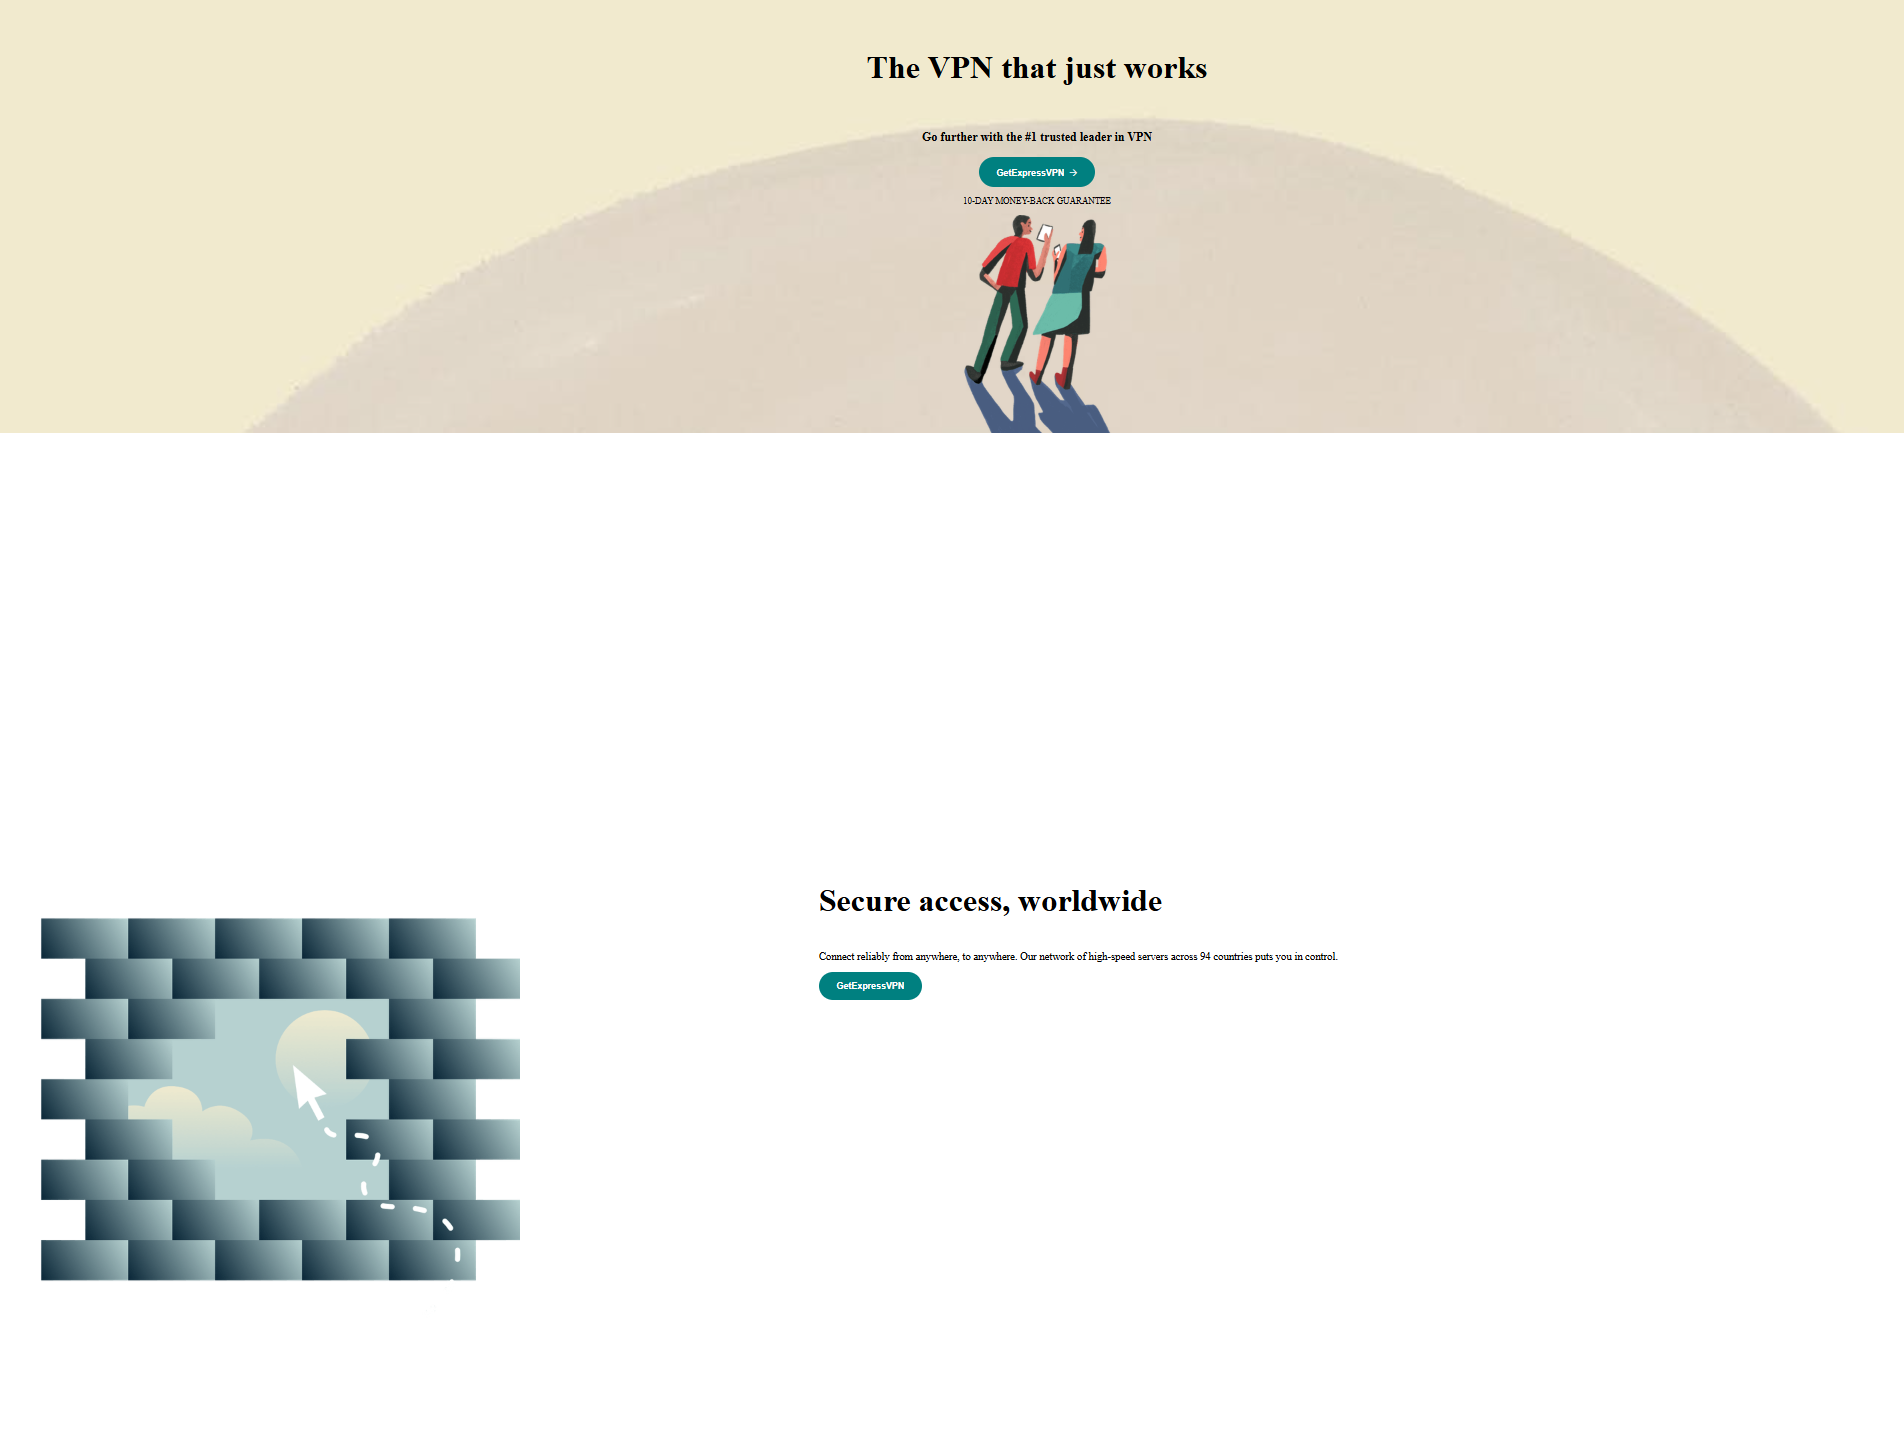 The VPN that just works
Go further with the #1 trusted leader in VPN
GetExpressVPN →
10-DAY MONEY-BACK GUARANTEE
Secure access, worldwide
Connect reliably from anywhere, to anywhere. Our network of high-speed servers across 94 countries puts you in control.
GetExpressVPN